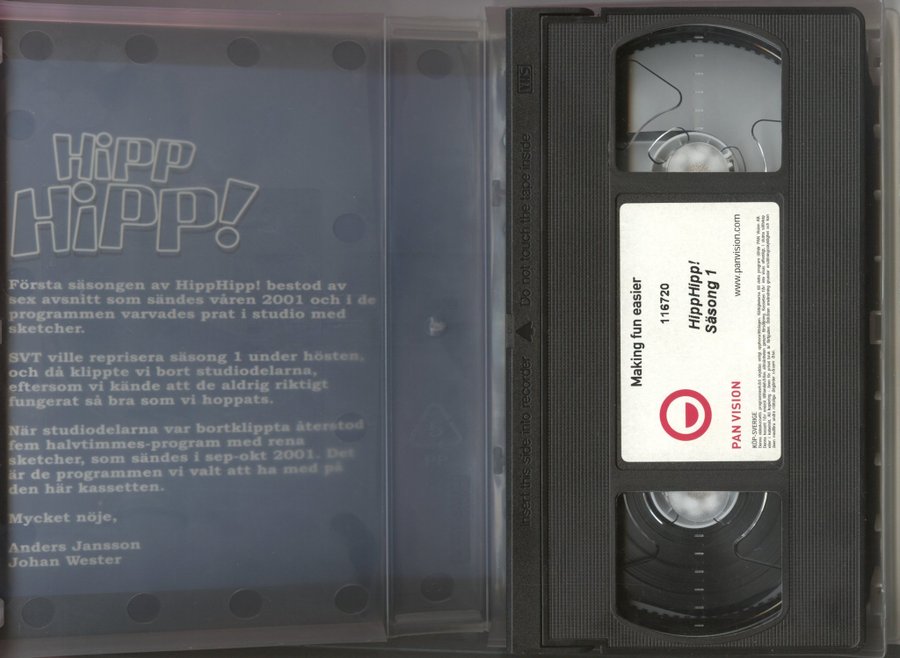 HiPP
HiPP!
Första säsongen av HippHipp! bestod av
sex avsnitt som sändes våren 2001 och i de
programmen varvades prat i studio med
sketcher.
SVT ville reprisera säsong 1 under hösten,
och då klippte vi bort studiodelarna,
eftersom vi kände att de aldrig riktigt
fungerat så bra som vi hoppats.
När studiodelarna var bortklippta återstod
fem halvtimmes-program med rena
sketcher, som sändes i sep-okt 2001. Det
är de programmen vi valt att ha med på
den här kassetten.
Mycket nöje,
Anders Jansson
Johan Wester
VHS
Insert this side into recorder ▲ Do not touch the tape inside
Making fun easier
116720
HippHipp!
Säsong 1
www.panvision.com
PAN VISION
KÖP-SVERIGE